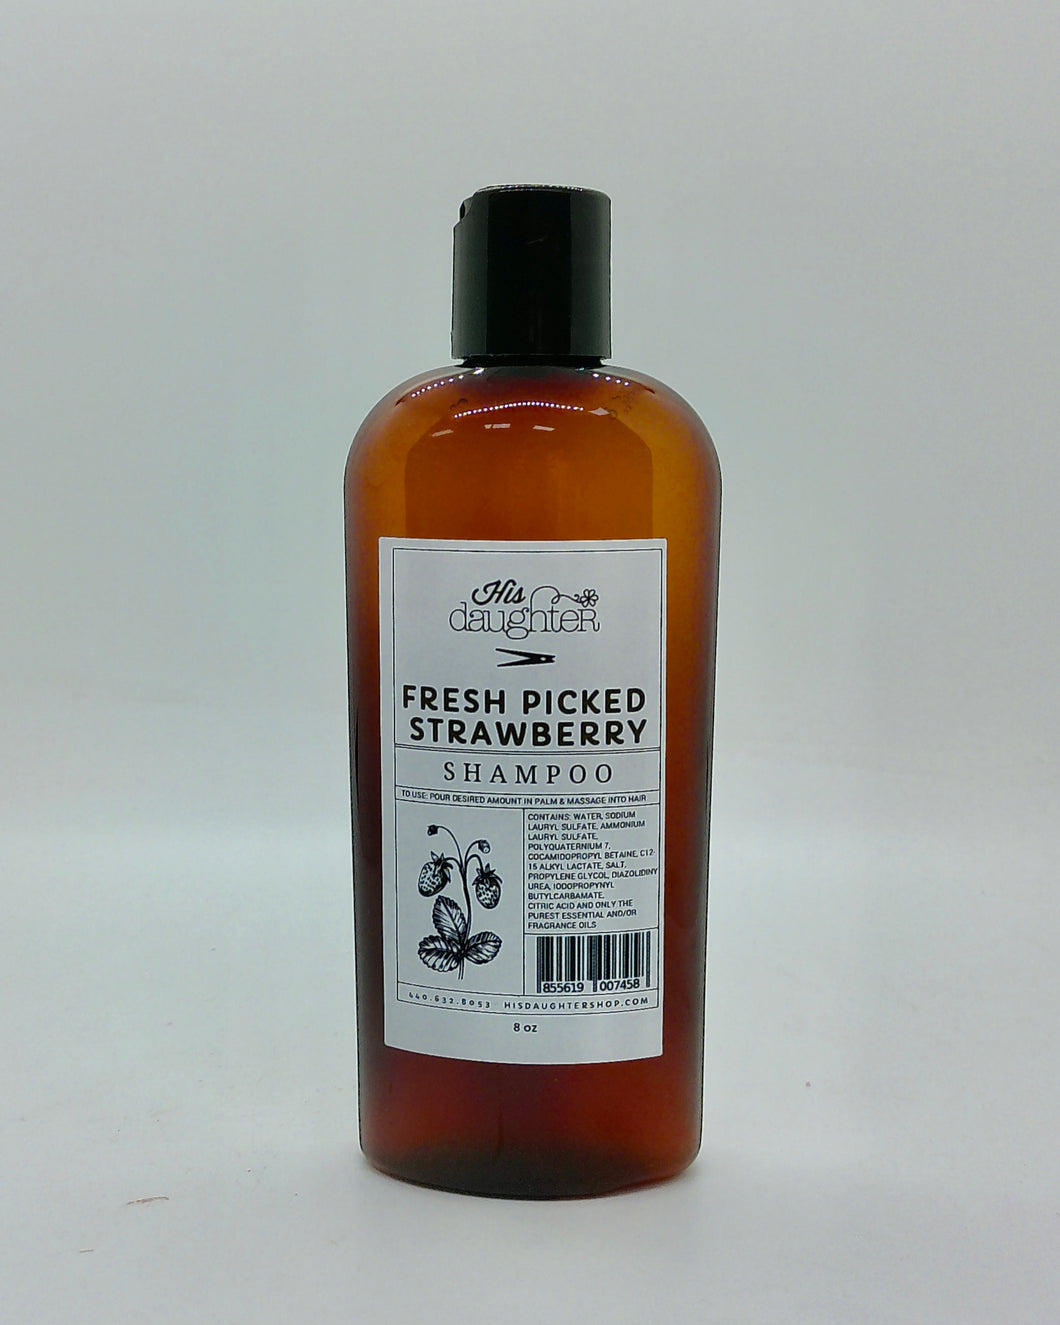 His
daughteR
FRESH PICKED
STRAWBERRY
SHAMPOO
TO USE: POUR DESIRED AMOUNT IN PALM & MASSAGE INTO HAIR
CONTAINS: WATER, SODIUM
LAURYL SULFATE, AMMONIUM
LAURYL SULFATE,
POLYQUATERNIUM 7,
COCAMIDOPROPYL BETAINE, C12-
15 ALKYL LACTATE, SALT,
PROPYLENE GLYCOL, DIAZOLIDINY
UREA, IODOPROPYNYL
BUTYLCARBAMATE,
CITRIC ACID AND ONLY THE
PUREST ESSENTIAL AND/OR
FRAGRANCE OILS
855619 007458
440.632.8053 HISDAUGHTERSHOP.COM
8 oz